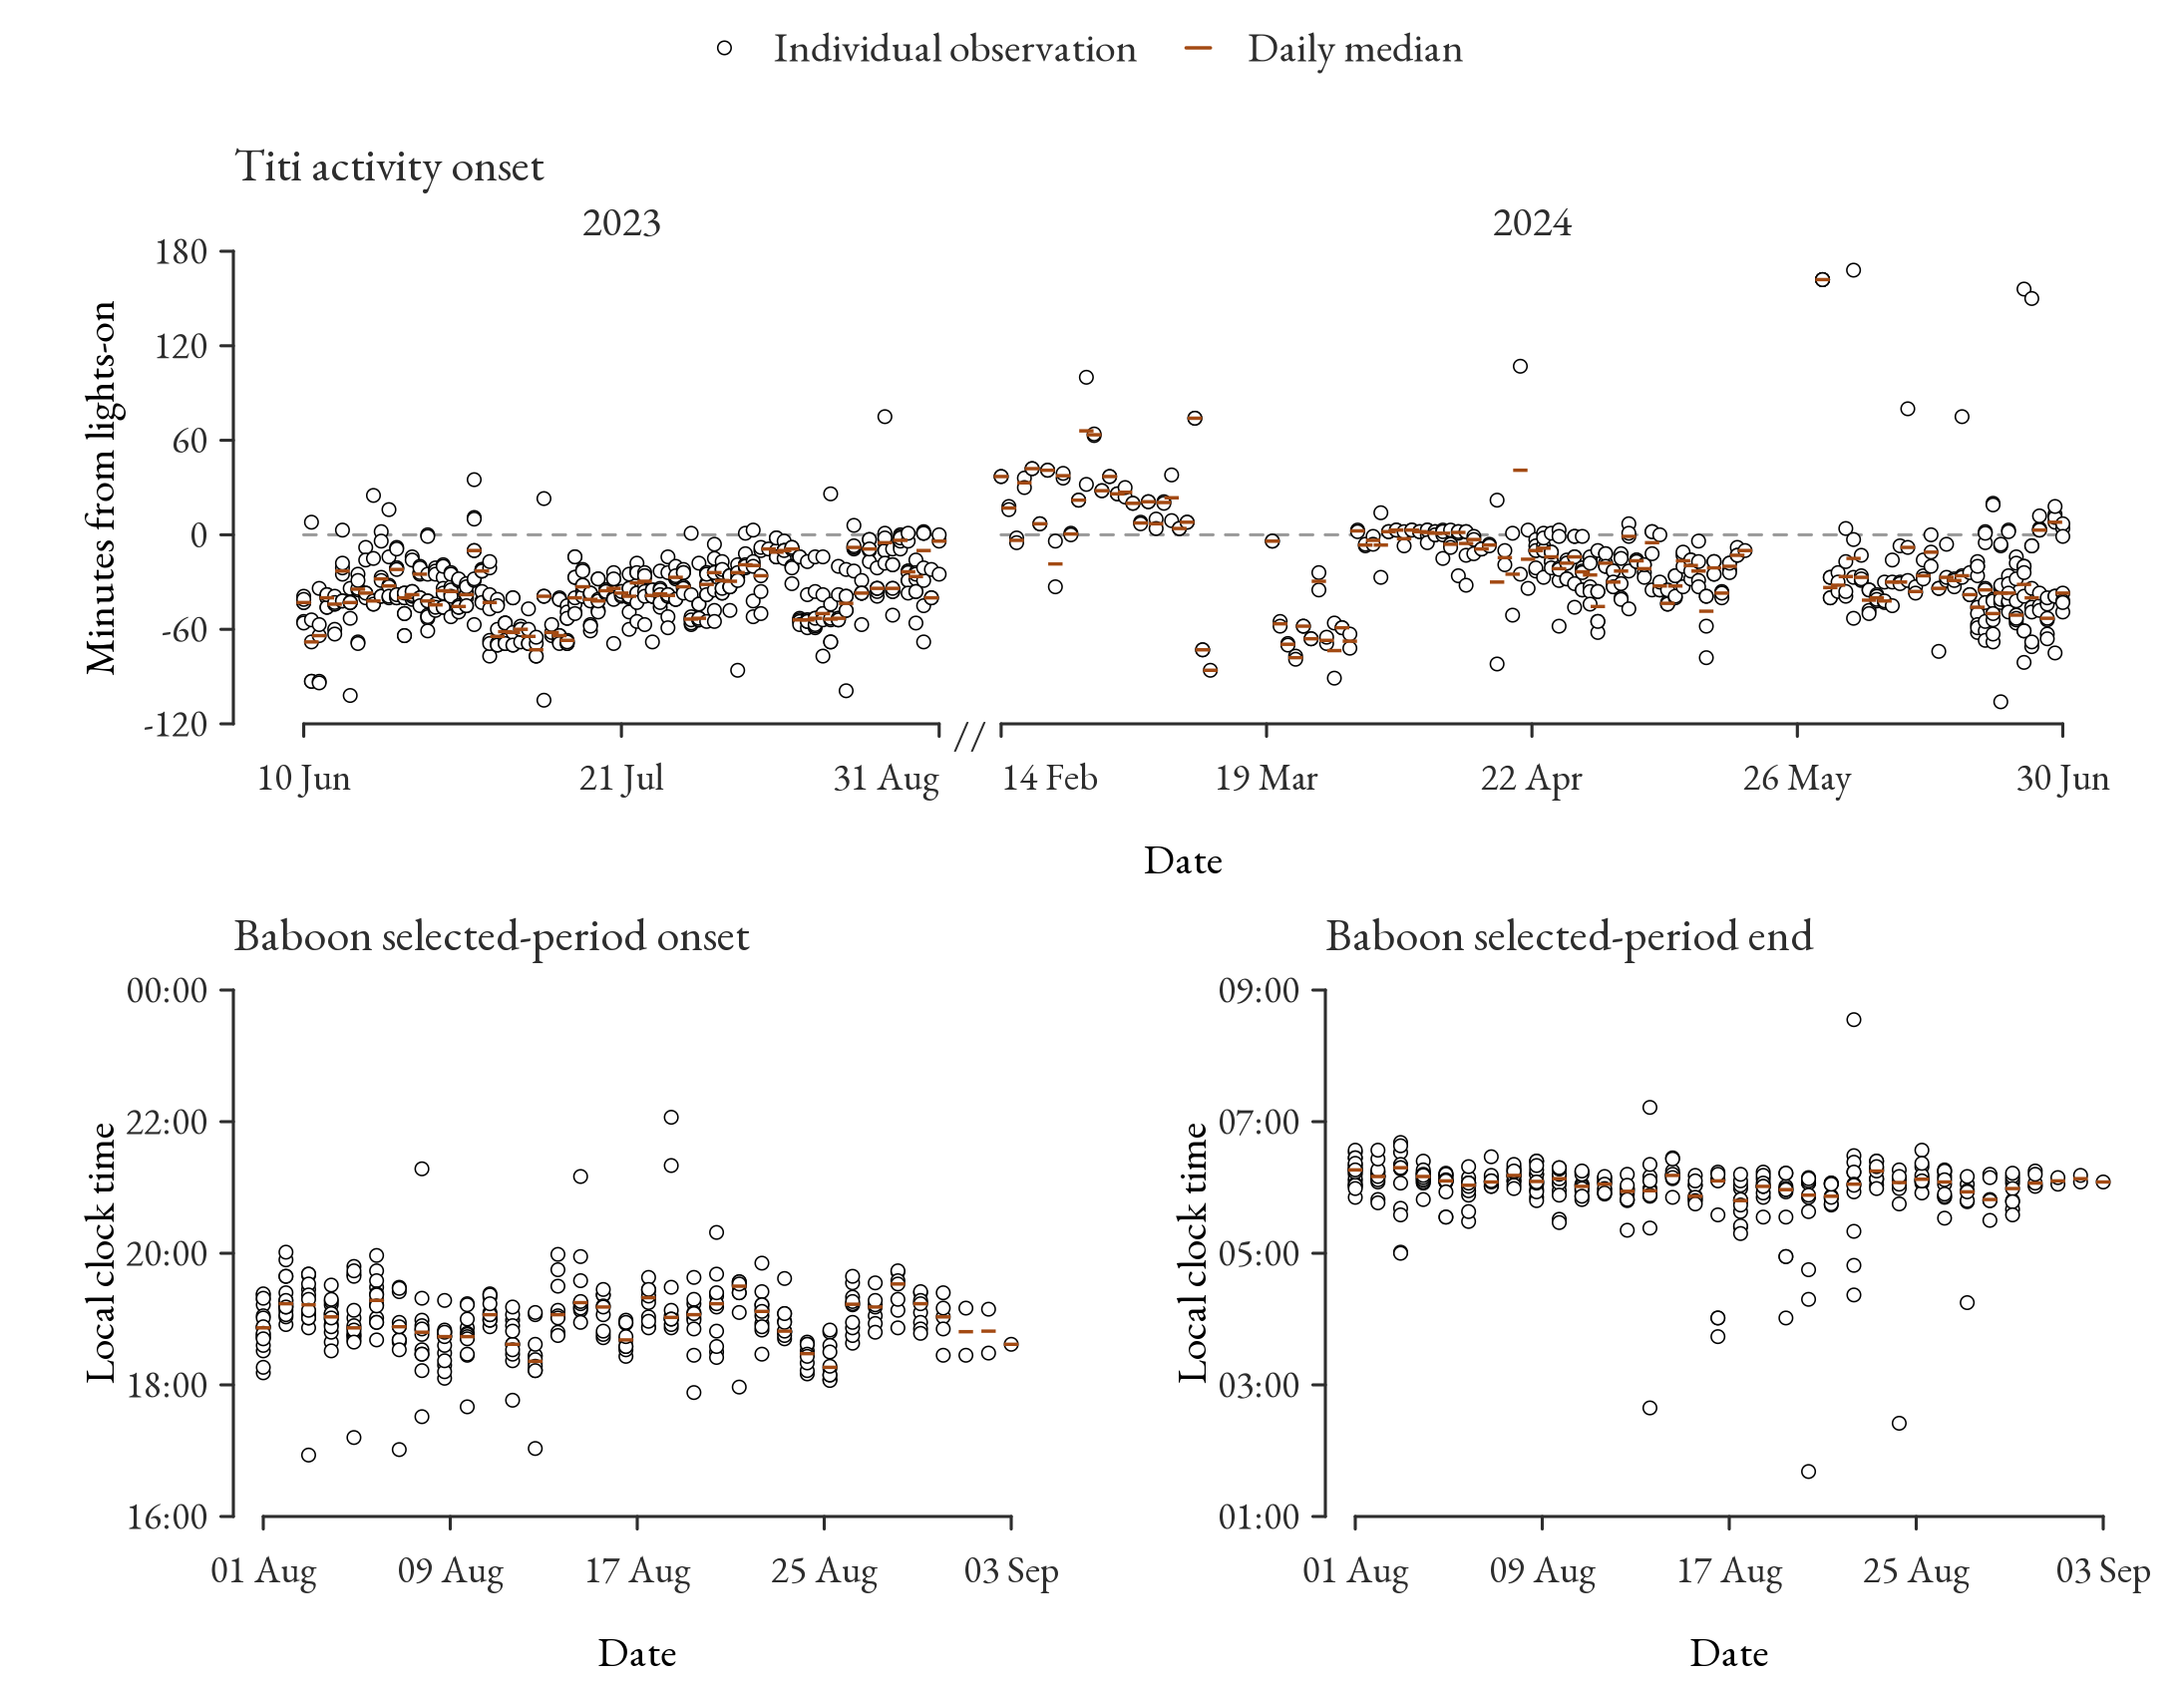 Individual observation Daily median
Titi activity onset
2023 2024
Minutes from lights-on
180
120
60
0
-60
-120
10 Jun 21 Jul 31 Aug // 14 Feb 19 Mar 22 Apr 26 May 30 Jun
Date
Baboon selected-period onset
Local clock time
00:00
22:00
20:00
18:00
16:00
01 Aug 09 Aug 17 Aug 25 Aug 03 Sep
Date
Baboon selected-period end
Local clock time
09:00
07:00
05:00
03:00
01:00
01 Aug 09 Aug 17 Aug 25 Aug 03 Sep
Date